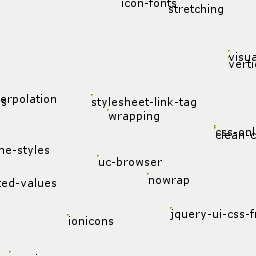 icon-fonts
stretching
visua
vertic
erpolation
stylesheet-link-tag
wrapping
css-onl
clean-c
ne-styles
uc-browser
nowrap
ted-values
jquery-ui-css-fr
ionicons